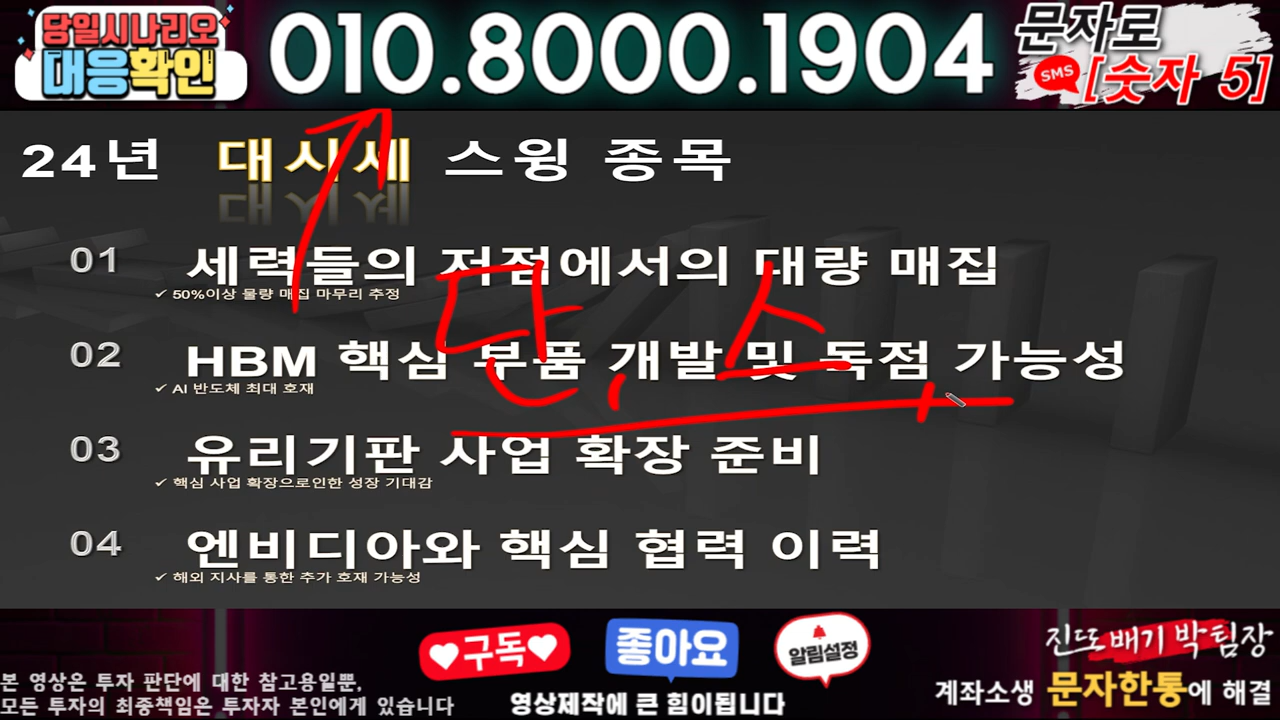 당일시나리오
대응확인
010.8000.1904
문자로
SMS
[숫자 5]
24년 대시세 스윙 종목
01 세력들의 저점에서의 대량 매집
✓ 50%이상 물량 매집 마무리 추정
단, 스
02 HBM 핵심 부품 개발 및 독점 가능성
✓ AI 반도체 최대 호재
03 유리기판 사업 확장 준비
✓ 핵심 사업 확장으로인한 성장 기대감
04 엔비디아와 핵심 협력 이력
✓ 해외 지사를 통한 추가 호재 가능성
구독
좋아요
알림설정
진또배기 박팀장
본 영상은 투자 판단에 대한 참고용일뿐,
모든 투자의 최종책임은 투자자 본인에게 있습니다
영상제작에 큰 힘이됩니다
계좌소생 문자한통에 해결